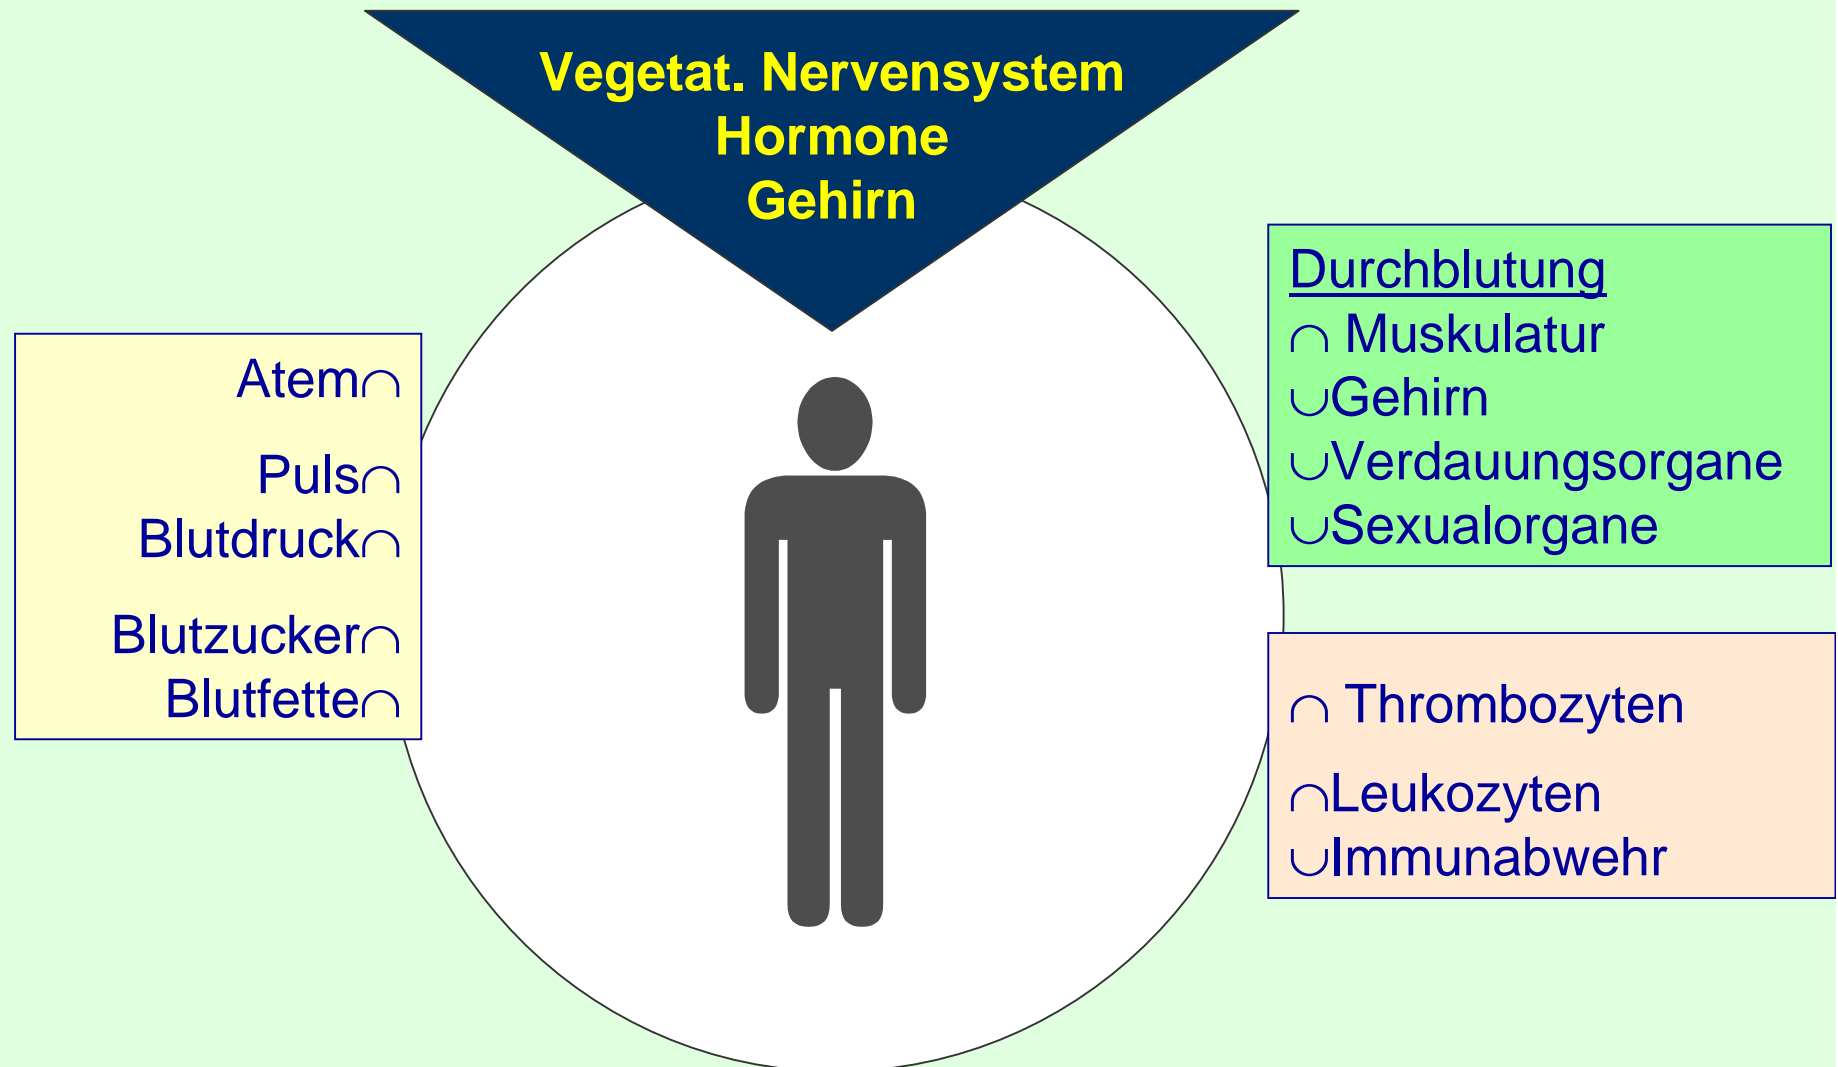 Vegetat. Nervensystem
Hormone
Gehirn
Atem∩
Puls∩
Blutdruck∩
Blutzucker∩
Blutfette∩
Durchblutung
∩ Muskulatur
∪Gehirn
∪Verdauungsorgane
∪Sexualorgane
∩ Thrombozyten
∩Leukozyten
∪Immunabwehr